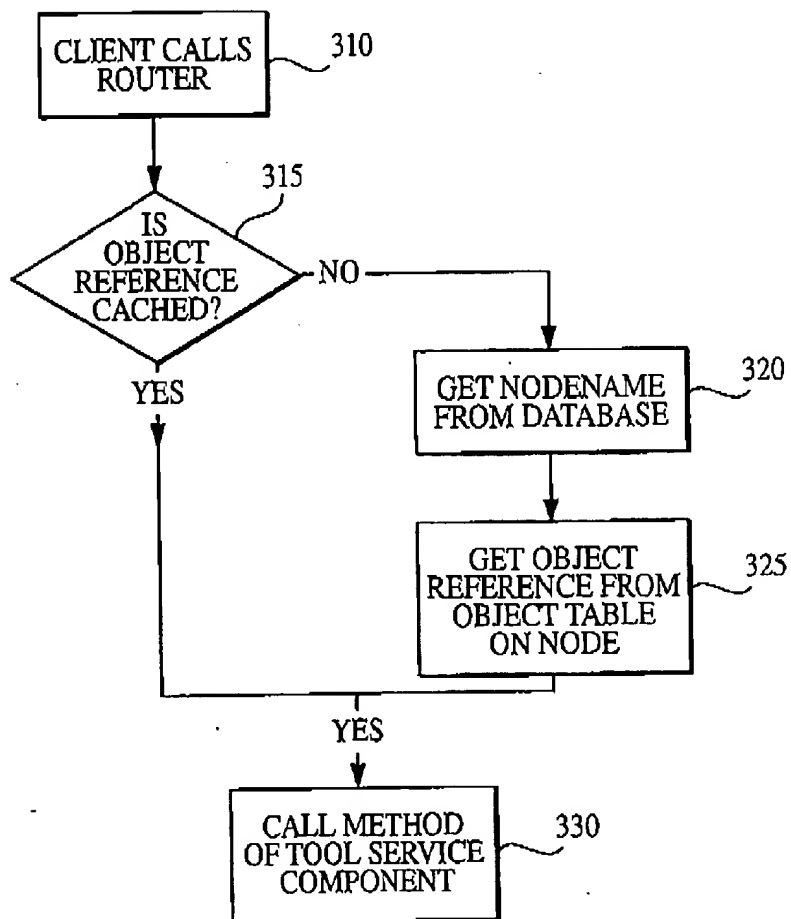 CLIENT CALLS
ROUTER
310
315
IS
OBJECT
REFERENCE
CACHED?
NO
YES
GET NODENAME
FROM DATABASE
320
GET OBJECT
REFERENCE FROM
OBJECT TABLE
ON NODE
325
YES
CALL METHOD
OF TOOL SERVICE
COMPONENT
330